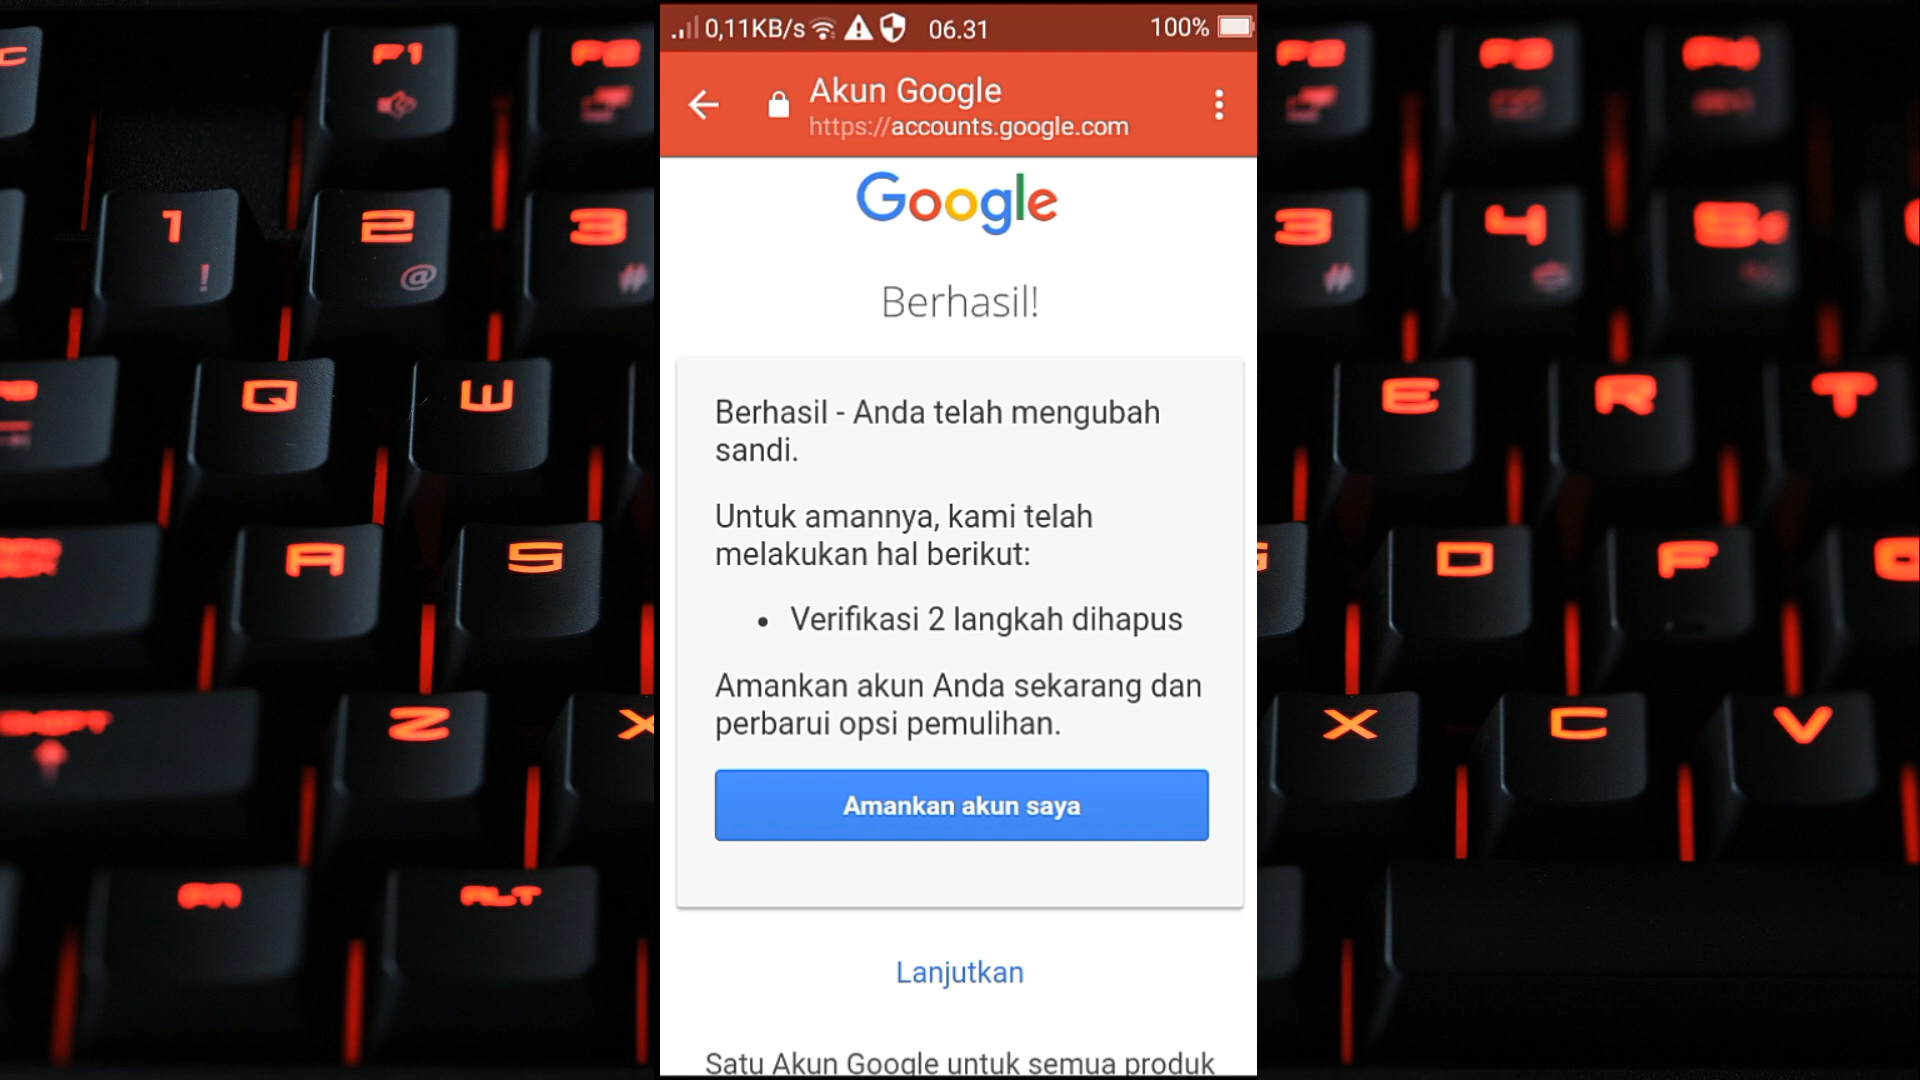 0,11KB/s 06.31 100%
Akun Google
https://accounts.google.com
Google
Berhasil!
Berhasil - Anda telah mengubah
sandi.
Untuk amannya, kami telah
melakukan hal berikut:
• Verifikasi 2 langkah dihapus
Amankan akun Anda sekarang dan
perbarui opsi pemulihan.
Amankan akun saya
Lanjutkan
Satu Akun Google untuk semua produk
F1
1 !
2 @
3 #
3 #
4
Q
W
E
R
T
A
S
D
F
Z
X
X
C
V
ALT